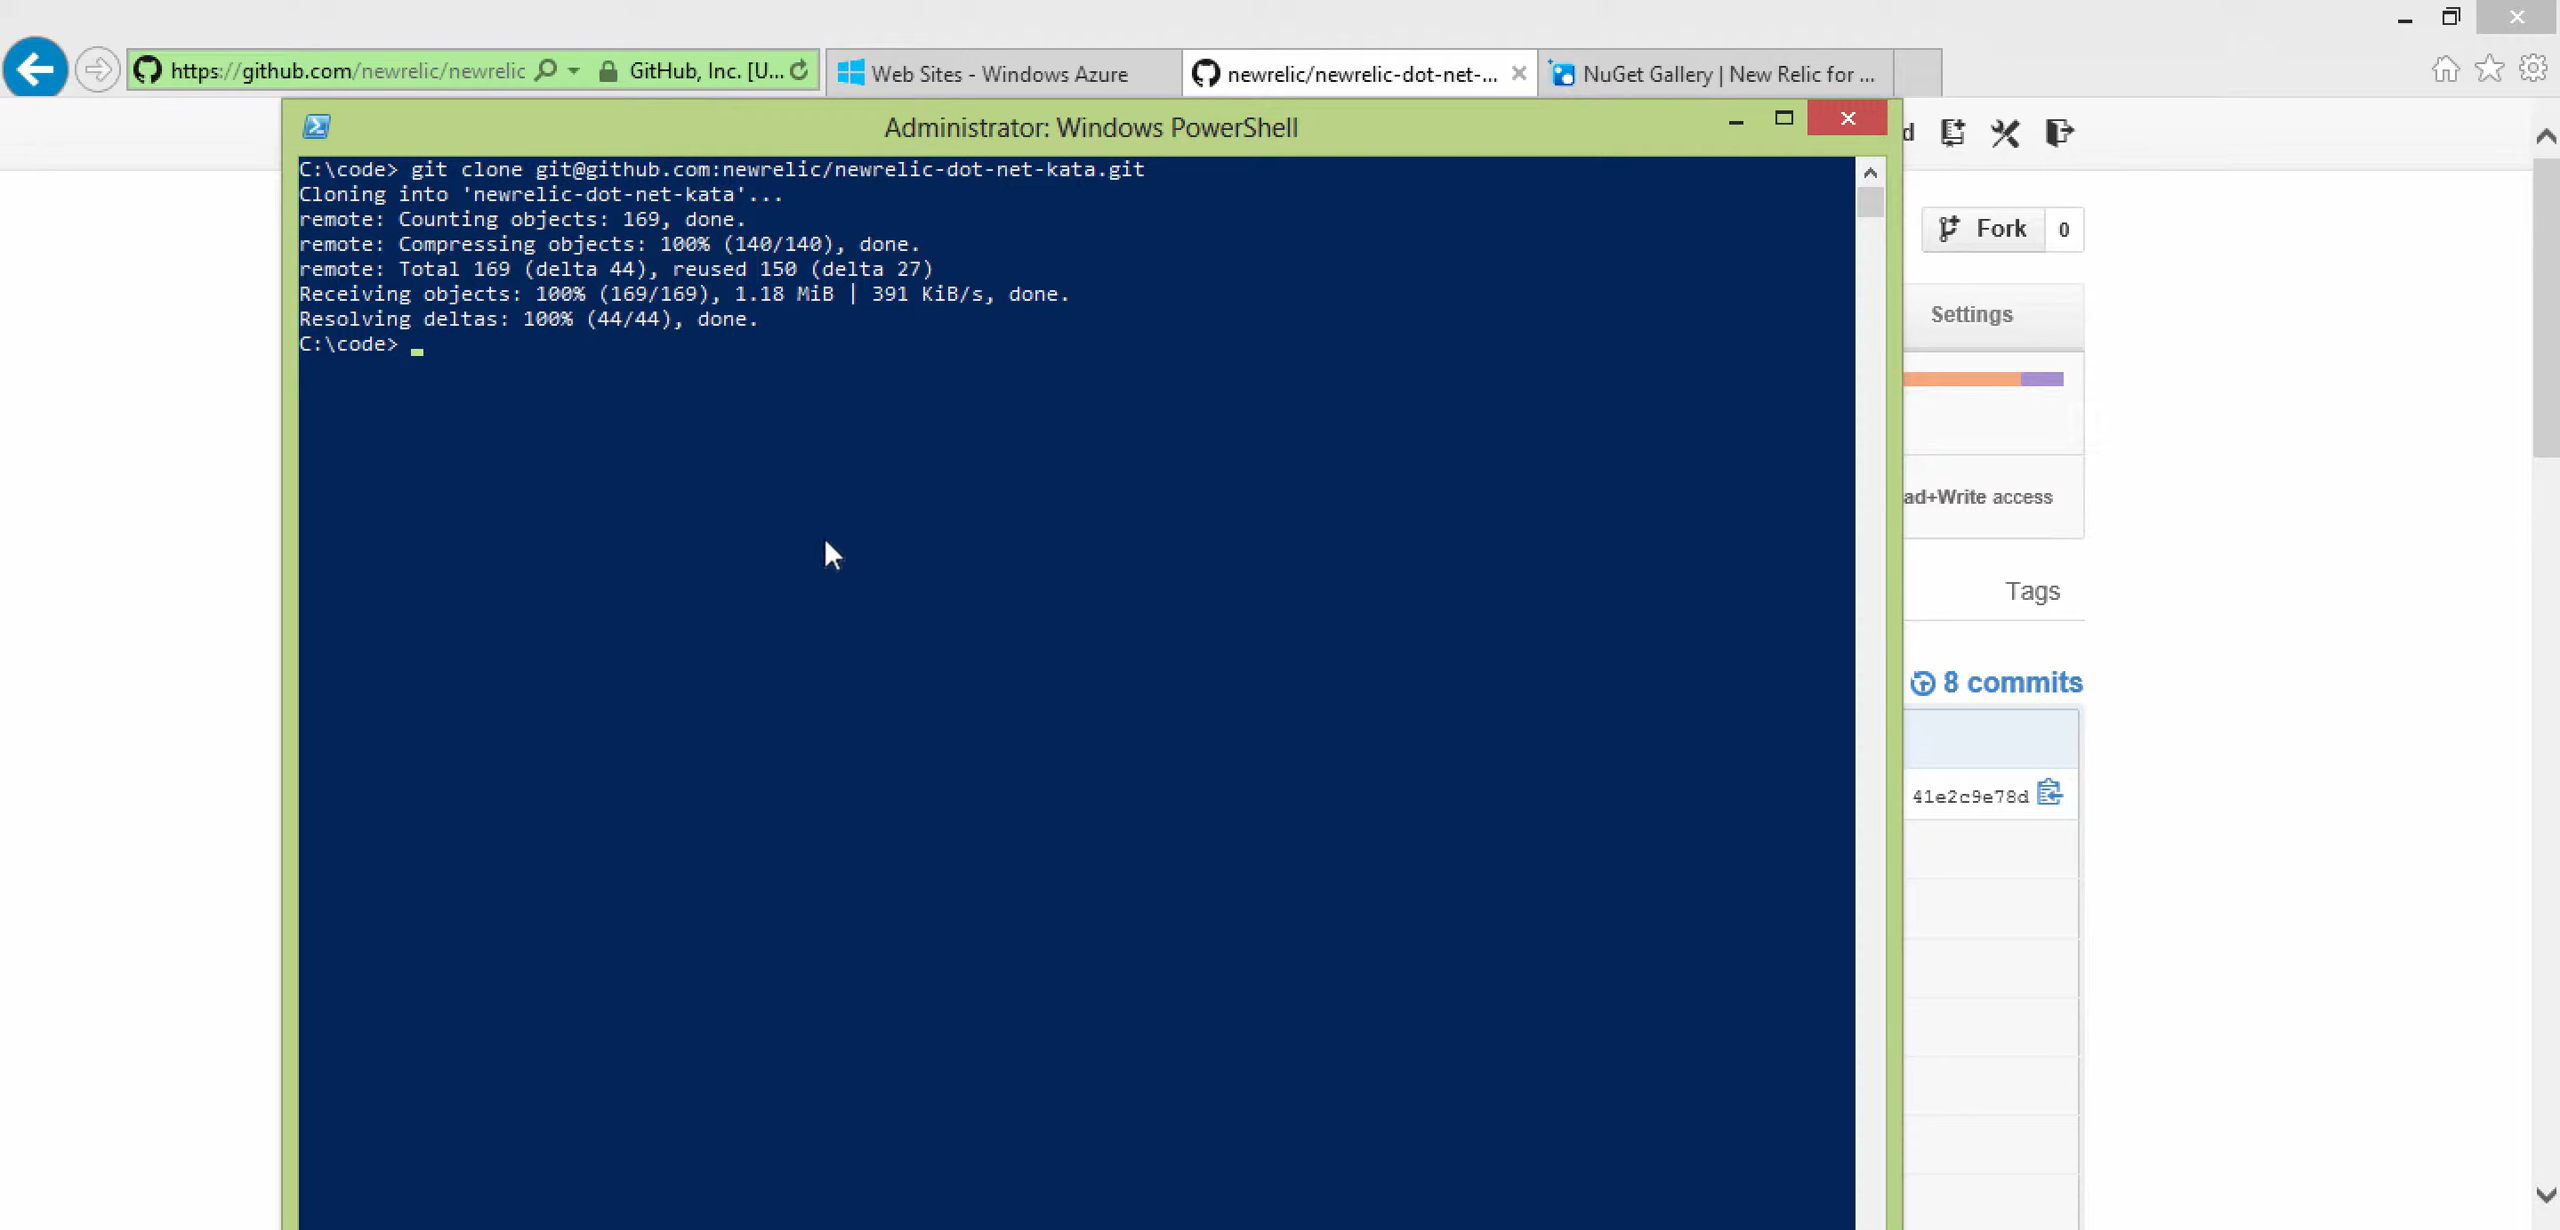 https://github.com/newrelic/newrelic
GitHub, Inc. [U...
Web Sites - Windows Azure
newrelic/newrelic-dot-net-...
NuGet Gallery | New Relic for ...
Administrator: Windows PowerShell
C:\code> git clone git@github.com:newrelic/newrelic-dot-net-kata.git
Cloning into 'newrelic-dot-net-kata'...
remote: Counting objects: 169, done.
remote: Compressing objects: 100% (140/140), done.
remote: Total 169 (delta 44), reused 150 (delta 27)
Receiving objects: 100% (169/169), 1.18 MiB | 391 KiB/s, done.
Resolving deltas: 100% (44/44), done.
C:\code>
d
Fork 0
Settings
ad+Write access
Tags
8 commits
41e2c9e78d